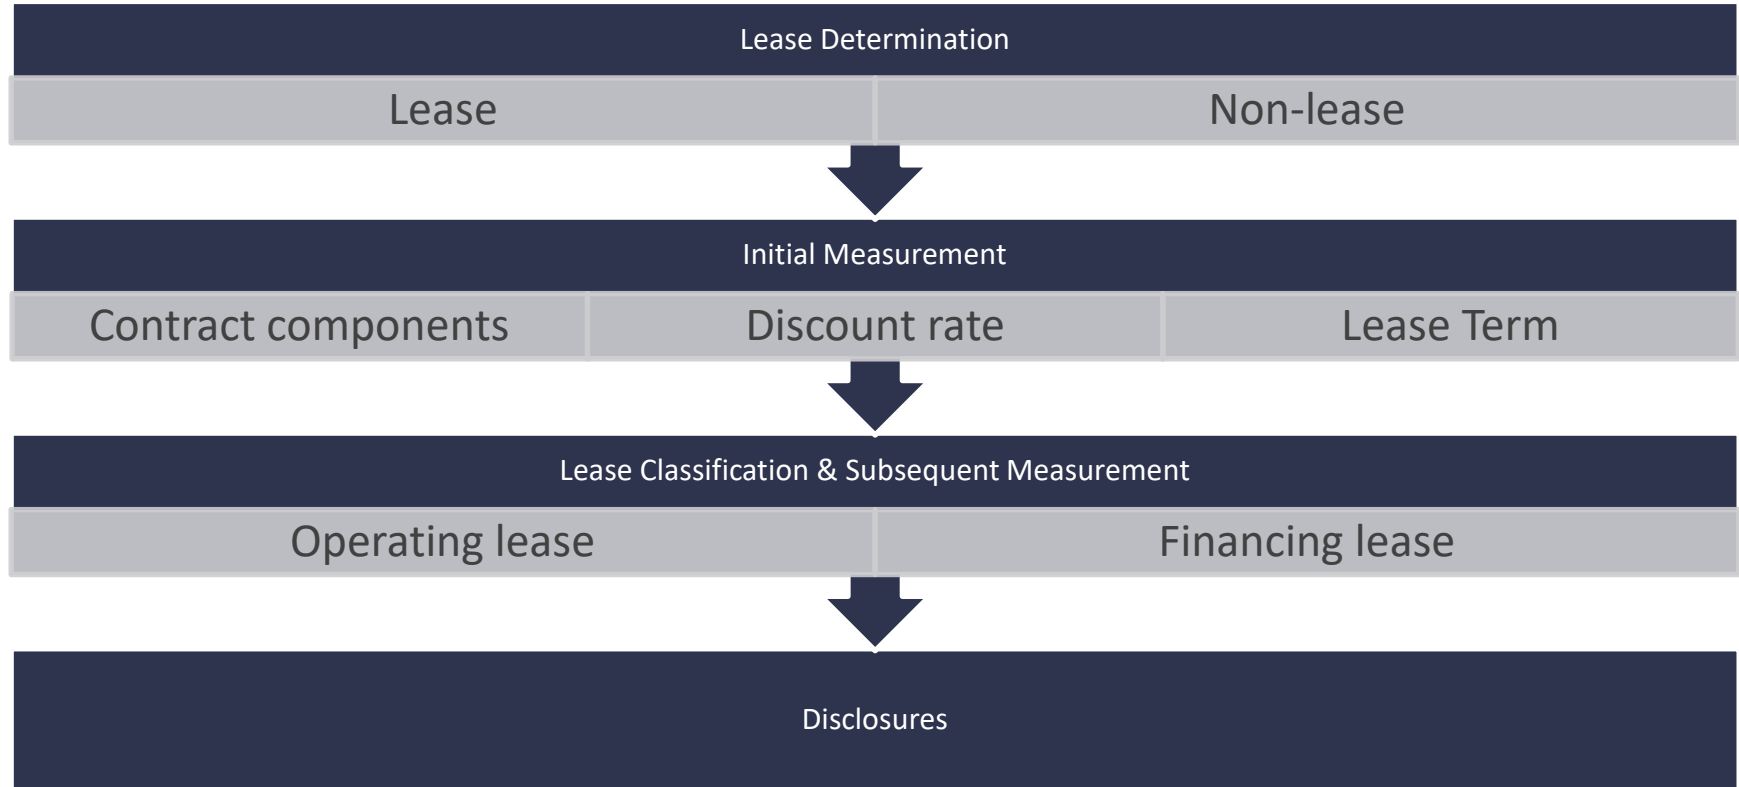 Lease Determination
Lease
Non-lease
Initial Measurement
Contract components
Discount rate
Lease Term
Lease Classification & Subsequent Measurement
Operating lease
Financing lease
Disclosures